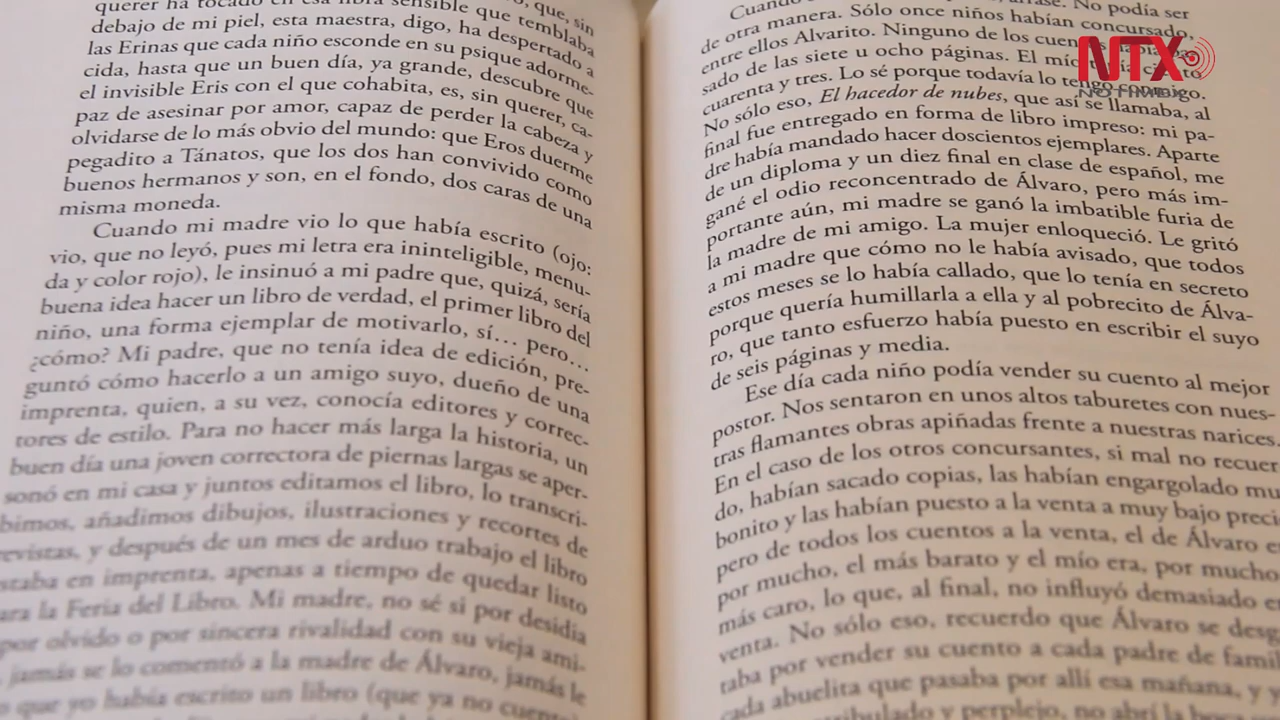 querer ha tocado en esa libra sensible que temblaba
debajo de mi piel, esta maestra, digo, ha despertado a
las Erinas que cada niño esconde en su psique adorme-
cida, hasta que un buen día, ya grande, descubre que
el invisible Eris con el que cohabita, es, sin querer, ca-
paz de asesinar por amor, capaz de perder la cabeza y
olvidarse de lo más obvio del mundo: que Eros duerme
pegadito a Tánatos, que los dos han convivido como
buenos hermanos y son, en el fondo, dos caras de una
misma moneda.
Cuando mi madre vio lo que había escrito (ojo:
vio, que no leyó, pues mi letra era ininteligible, menu-
da y color rojo), le insinuó a mi padre que, quizá, sería
buena idea hacer un libro de verdad, el primer libro del
niño, una forma ejemplar de motivarlo, sí... pero...
¿cómo? Mi padre, que no tenía idea de edición, pre-
guntó cómo hacerlo a un amigo suyo, dueño de una
imprenta, quien, a su vez, conocía editores y correc-
tores de estilo. Para no hacer más larga la historia, un
buen día una joven correctora de piernas largas se aper-
sonó en mi casa y juntos editamos el libro, lo transcri-
bimos, añadimos dibujos, ilustraciones y recortes de
revistas, y después de un mes de arduo trabajo el libro
estaba en imprenta, apenas a tiempo de quedar listo
para la Feria del Libro. Mi madre, no sé si por desidia
por olvido o por sincera rivalidad con su vieja ami-
jamás se lo comentó a la madre de Álvaro, jamás le
que yo había escrito un libro (que ya no cuento)
Cuando
No podía ser
de otra manera. Sólo once niños habían concursado,
entre ellos Alvarito. Ninguno de los cuentos había pa-
sado de las siete u ocho páginas. El mío
cuarenta y tres. Lo sé porque todavía lo tengo conmigo.
No sólo eso, El hacedor de nubes, que así se llamaba, al
final fue entregado en forma de libro impreso: mi pa-
dre había mandado hacer doscientos ejemplares. Aparte
de un diploma y un diez final en clase de español, me
gané el odio reconcentrado de Álvaro, pero más im-
portante aún, mi madre se ganó la imbatible furia de
la madre de mi amigo. La mujer enloqueció. Le gritó
a mi madre que cómo no le había avisado, que todos
estos meses se lo había callado, que lo tenía en secreto
porque quería humillarla a ella y al pobrecito de Álva-
ro, que tanto esfuerzo había puesto en escribir el suyo
de seis páginas y media.
Ese día cada niño podía vender su cuento al mejor
postor. Nos sentaron en unos altos taburetes con nues-
tras flamantes obras apiñadas frente a nuestras narices.
En el caso de los otros concursantes, si mal no recuer
do, habían sacado copias, las habían engargolado mu
bonito y las habían puesto a la venta a muy bajo preci
pero de todos los cuentos a la venta, el de Álvaro e
por mucho, el más barato y el mío era, por mucho
más caro, lo que, al final, no influyó demasiado e
venta. No sólo eso, recuerdo que Álvaro se desg
taba por vender su cuento a cada padre de famil
cada abuelita que pasaba por allí esa mañana, y y
y perplejo, no abrí la
NTX
NOTIMEX